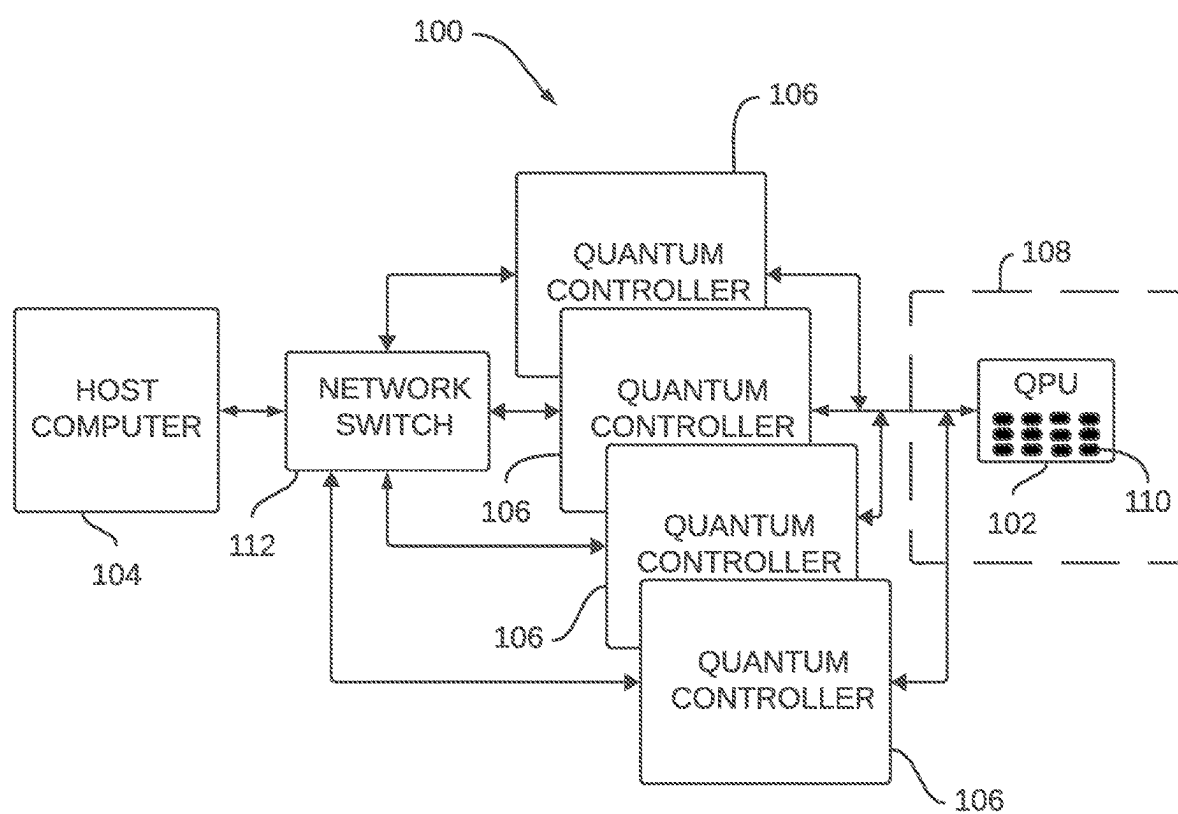 100
106
QUANTUM
CONTROLLER
108
HOST
COMPUTER
NETWORK
SWITCH
QUANTUM
CONTROLLER
QPU
106
110
102
112
104
QUANTUM
CONTROLLER
106
QUANTUM
CONTROLLER
106